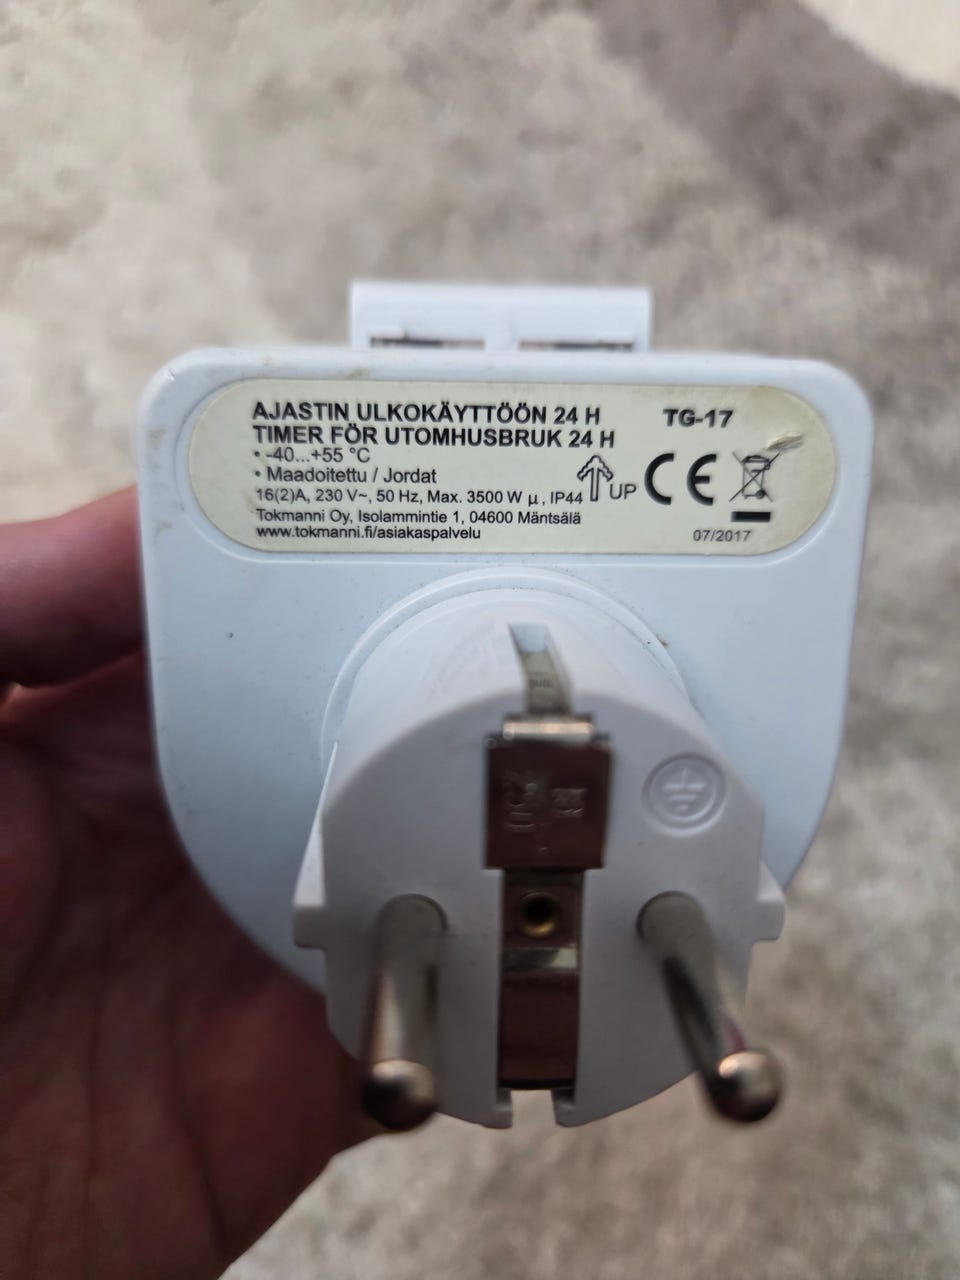 AJASTIN ULKOKÄYTTÖÖN 24 H TG-17
TIMER FÖR UTOMHUSBRUK 24 H
• -40...+55 °C
• Maadoitettu / Jordat
16(2)A, 230 V~, 50 Hz, Max. 3500 W µ, IP44 UP CE
Tokmanni Oy, Isolammintie 1, 04600 Mäntsälä
www.tokmanni.fi/asiakaspalvelu 07/2017